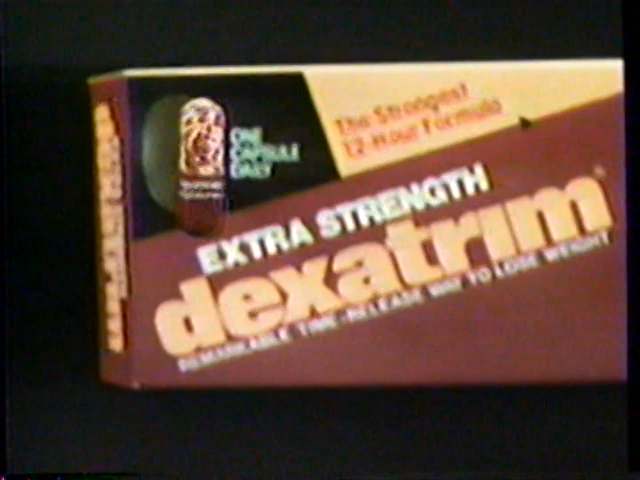 ONE
CAPSULE
DAILY
The Strongest
12-Hour Formula
EXTRA STRENGTH
dexatrim
REMARKABLE TIME-RELEASE WAY TO LOSE WEIGHT